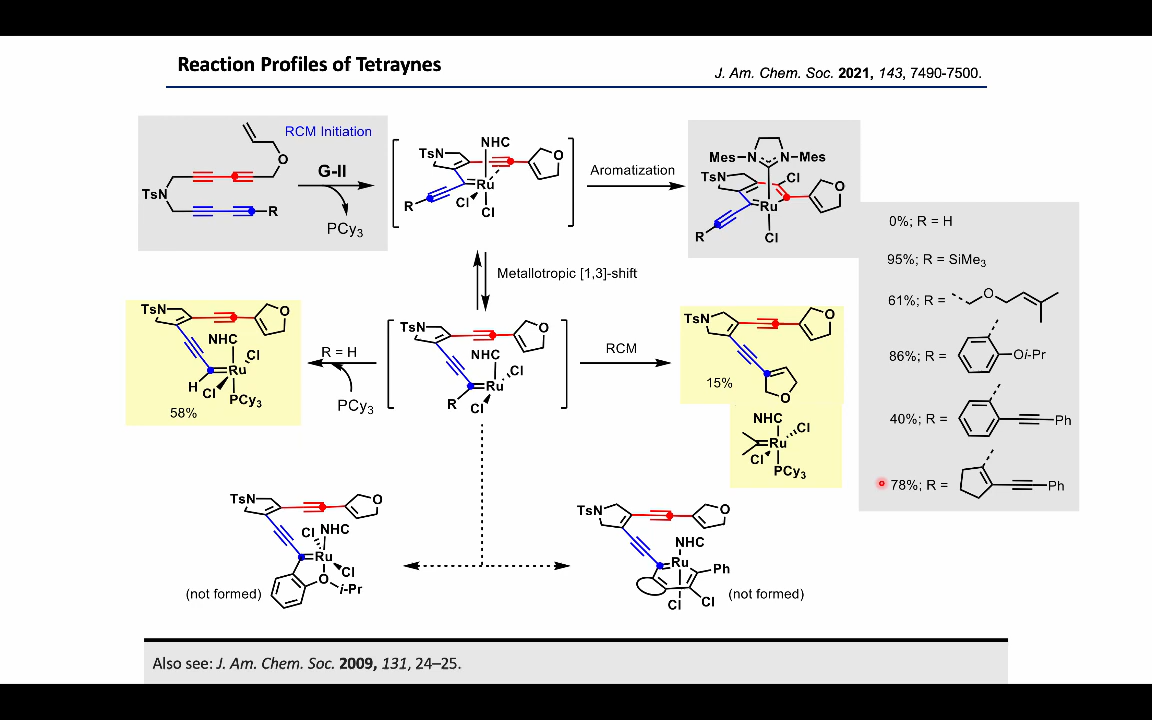 Reaction Profiles of Tetraynes
J. Am. Chem. Soc. 2021, 143, 7490-7500.
RCM Initiation
O
TsN
R
G-II
PCy3
NHC
TsN
O
Ru
R
Cl
Cl
Aromatization
Mes
N
N
Mes
TsN
Cl
O
Ru
R
Cl
0%; R = H
95%; R = SiMe3
61%; R =
O
86%; R =
Oi-Pr
40%; R =
Ph
78%; R =
Ph
Metallotropic [1,3]-shift
TsN
O
NHC
Cl
Ru
H
Cl
PCy3
58%
R = H
PCy3
TsN
O
NHC
Cl
Ru
R
Cl
RCM
TsN
O
15%
O
NHC
Cl
Ru
Cl
PCy3
TsN
O
Cl
NHC
Ru
Cl
O
i-Pr
(not formed)
TsN
O
NHC
Ru
Ph
Cl
Cl
(not formed)
Also see: J. Am. Chem. Soc. 2009, 131, 24–25.